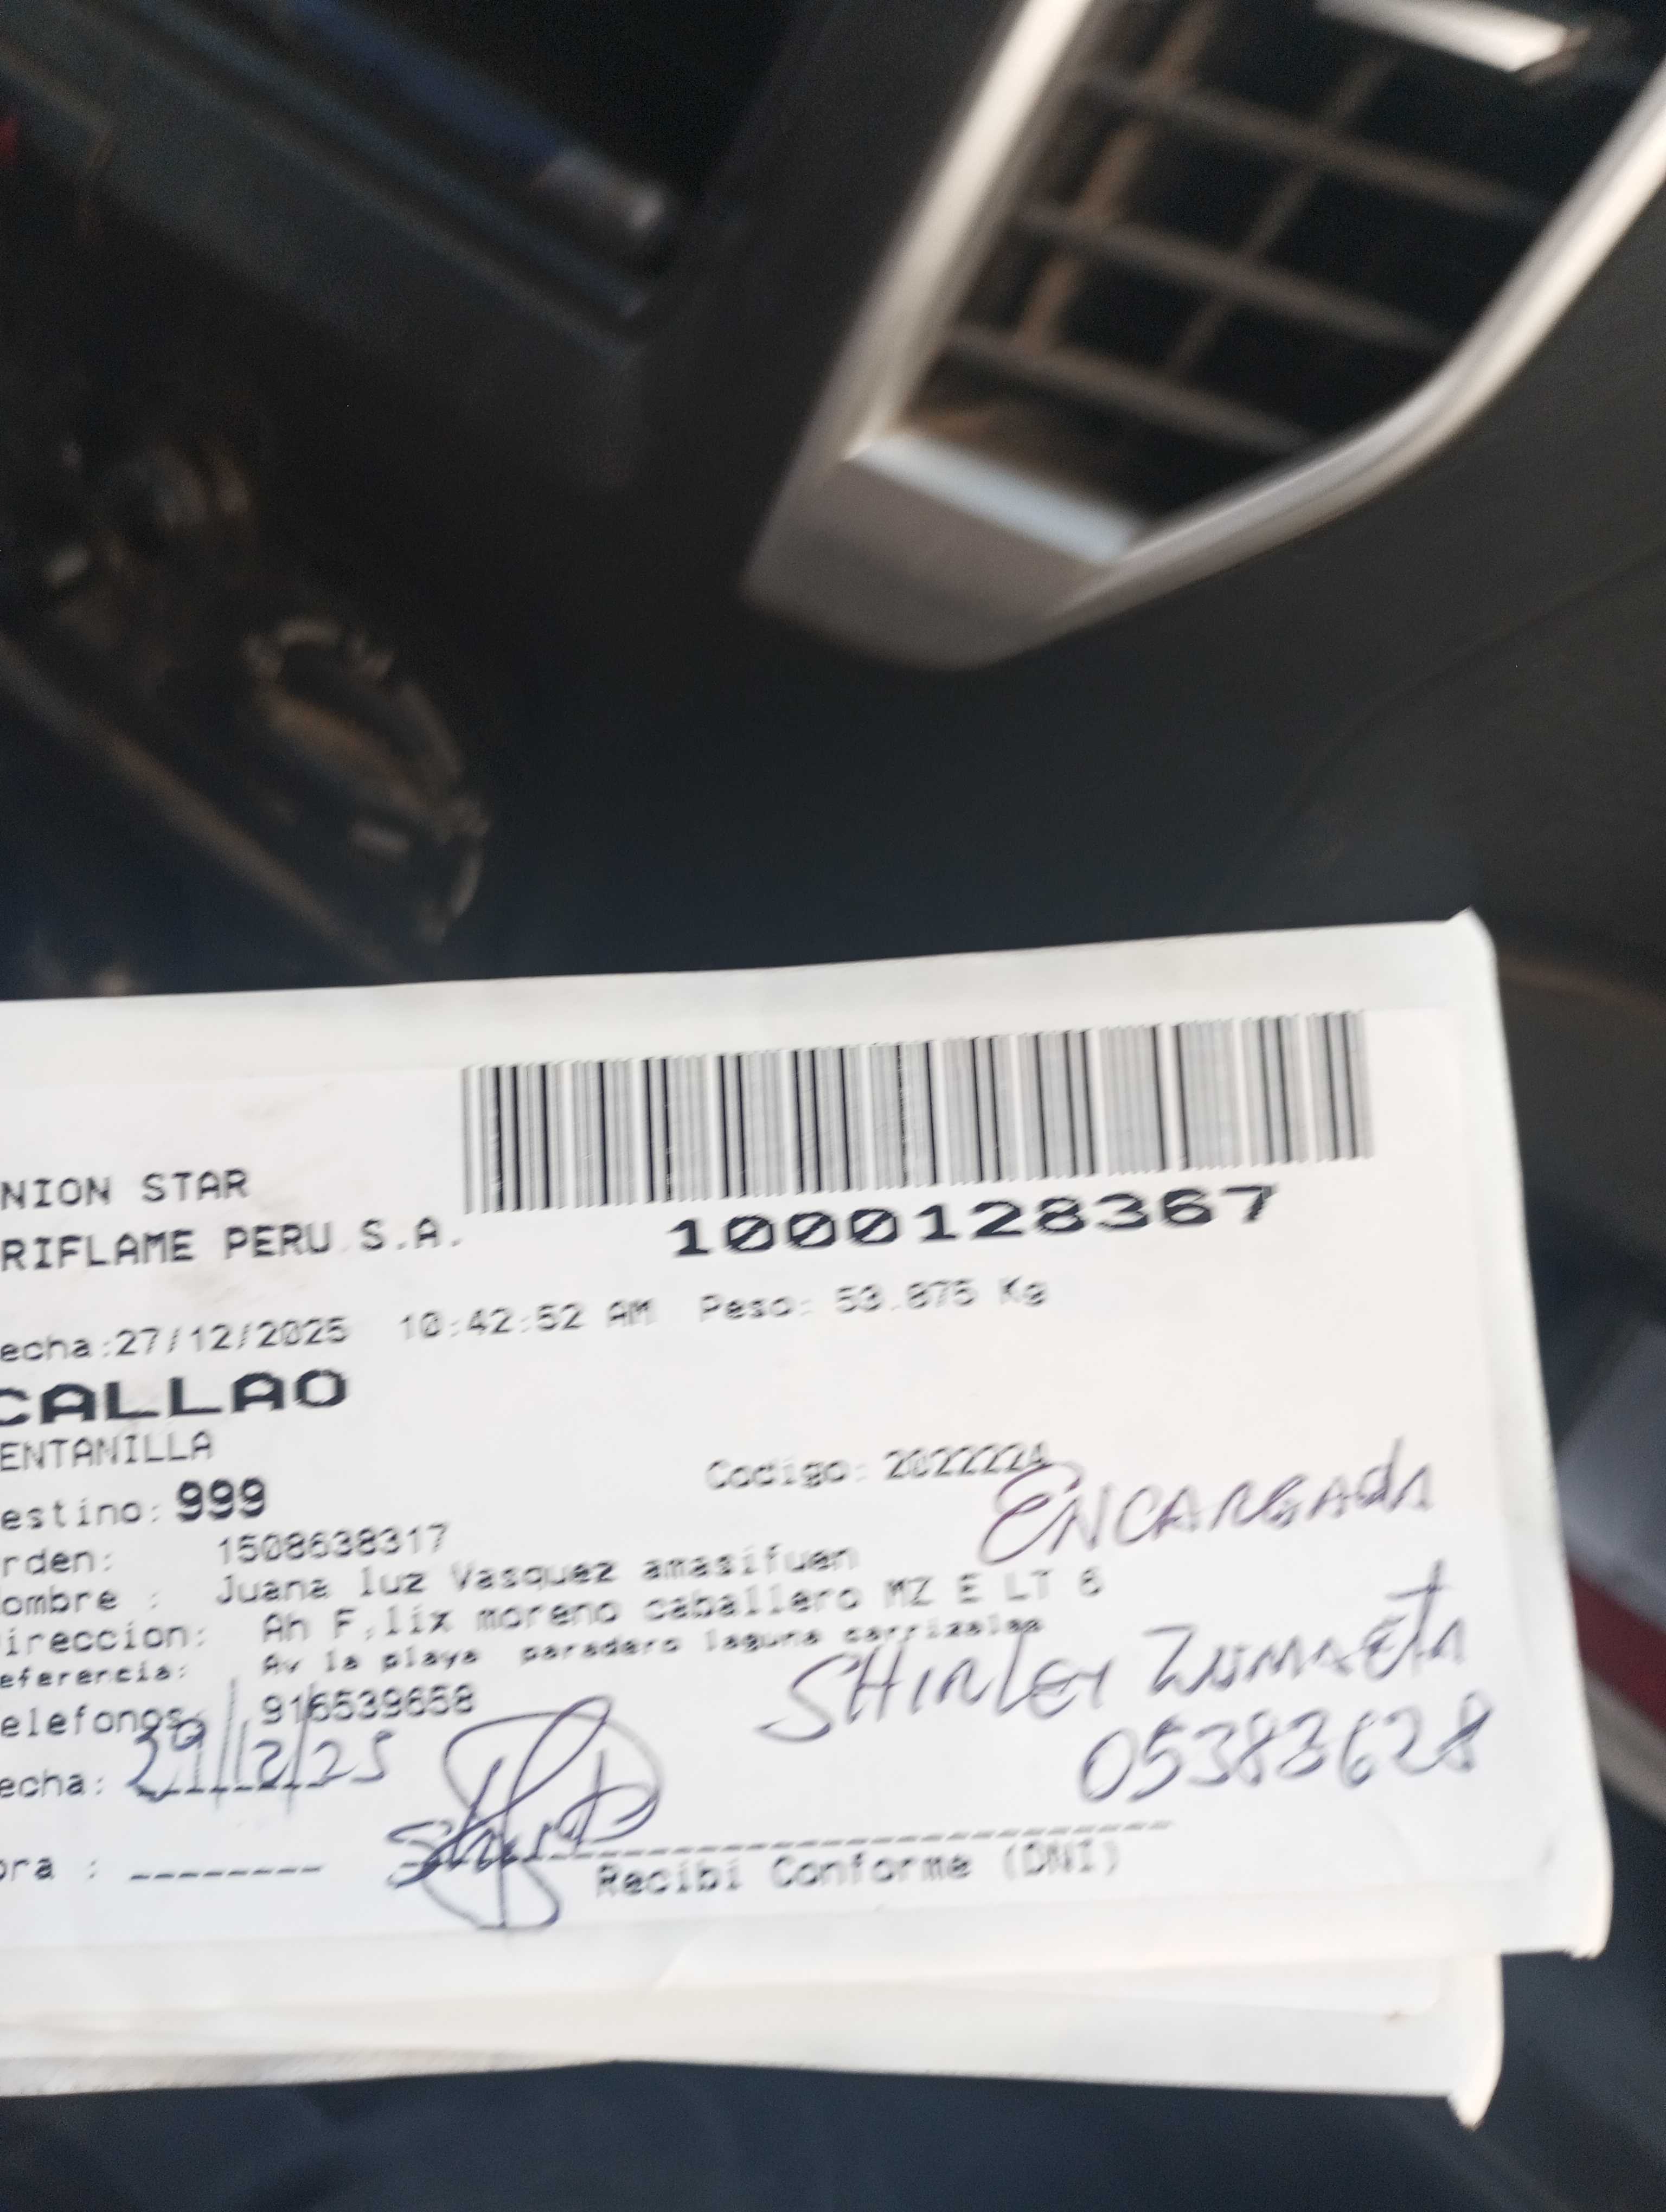 NION STAR
RIFLAME PERU S.A.
1000128367
echa:27/12/2025 10:42:52 AM Peso: 53.875 Kg
CALLAO
ENTANILLA
Codigo: 2022224
estino: 999
ENCARGADA
rden: 1508638317
ombre : Juana luz Vasquez amasifuen
ireccion: Ah F.lix moreno caballero MZ E LT 6
eferencia: Av la playa paradero laguna carrizales
SHIRLEY ZUMAETA
elefonos: 916539658
05383628
echa: 29/12/25
ora :
Recibi Conforme (DNI)